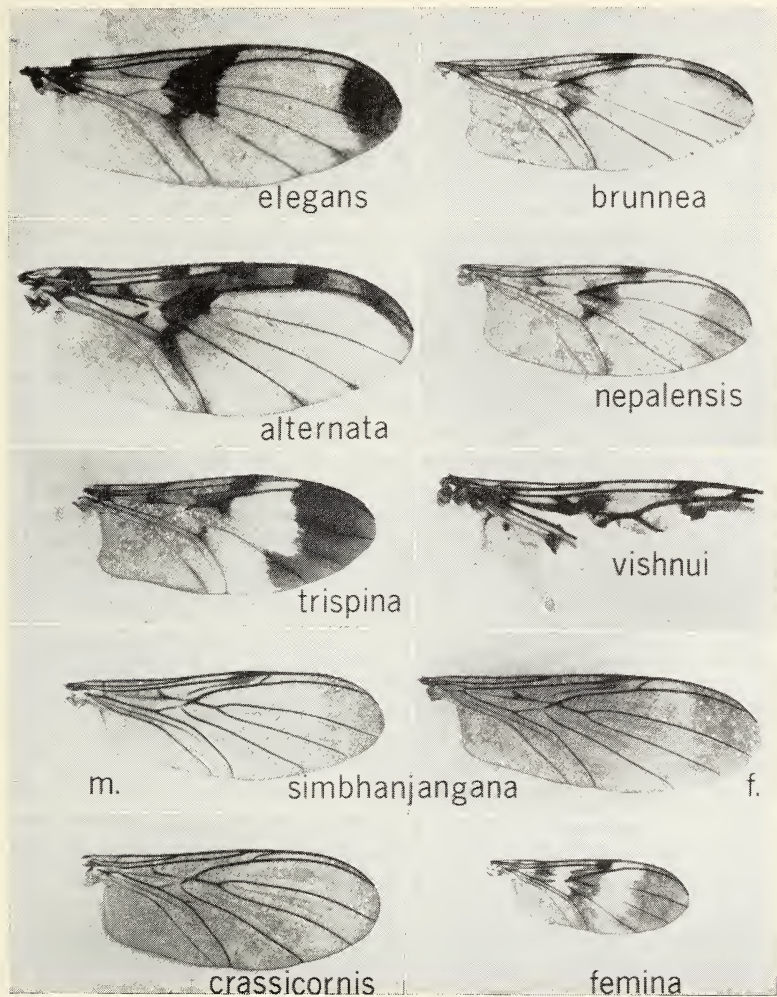 elegans
brunnea
alternata
nepalensis
trispina
vishnui
m. simbhanjangana f.
crassicornis
femina